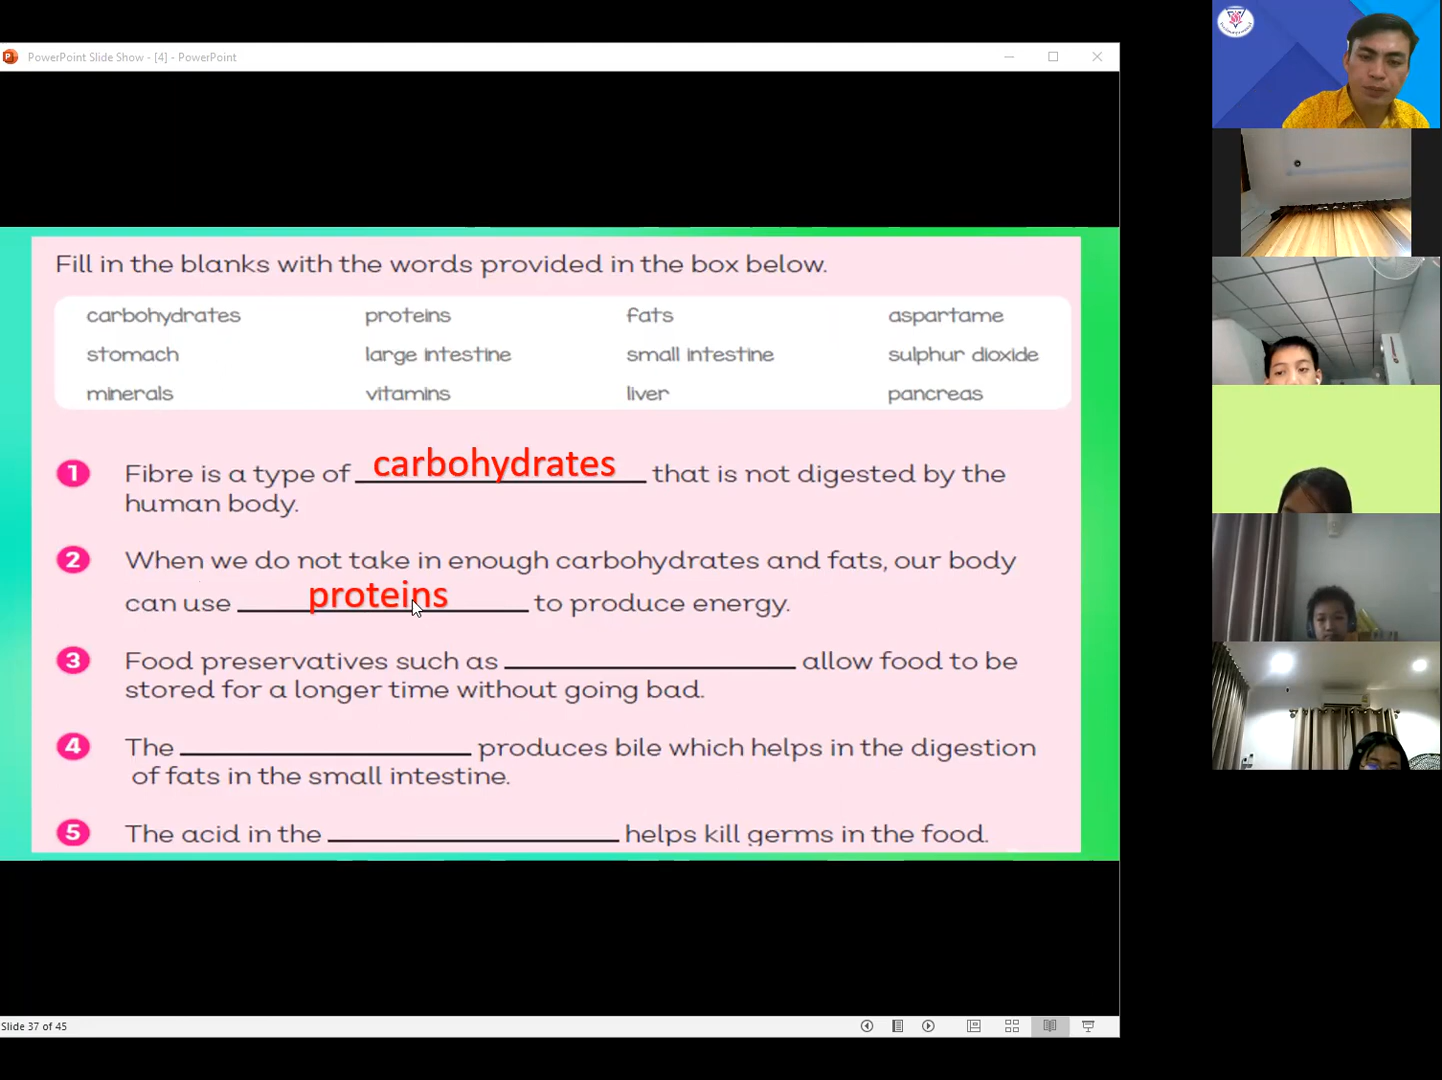 PowerPoint Slide Show - [4] - PowerPoint
Fill in the blanks with the words provided in the box below.
carbohydrates proteins fats aspartame
stomach large intestine small intestine sulphur dioxide
minerals vitamins liver pancreas
1 Fibre is a type of carbohydrates that is not digested by the
human body.
2 When we do not take in enough carbohydrates and fats, our body
can use proteins to produce energy.
3 Food preservatives such as ____________ allow food to be
stored for a longer time without going bad.
4 The ____________ produces bile which helps in the digestion
of fats in the small intestine.
5 The acid in the ____________ helps kill germs in the food.
Slide 37 of 45